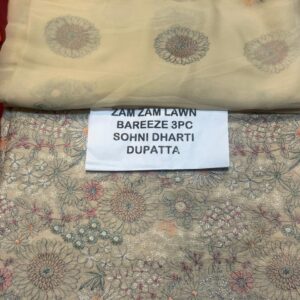 ZAM ZAM LAWN
BAREEZE 3PC
SOHNI DHARTI
DUPATTA